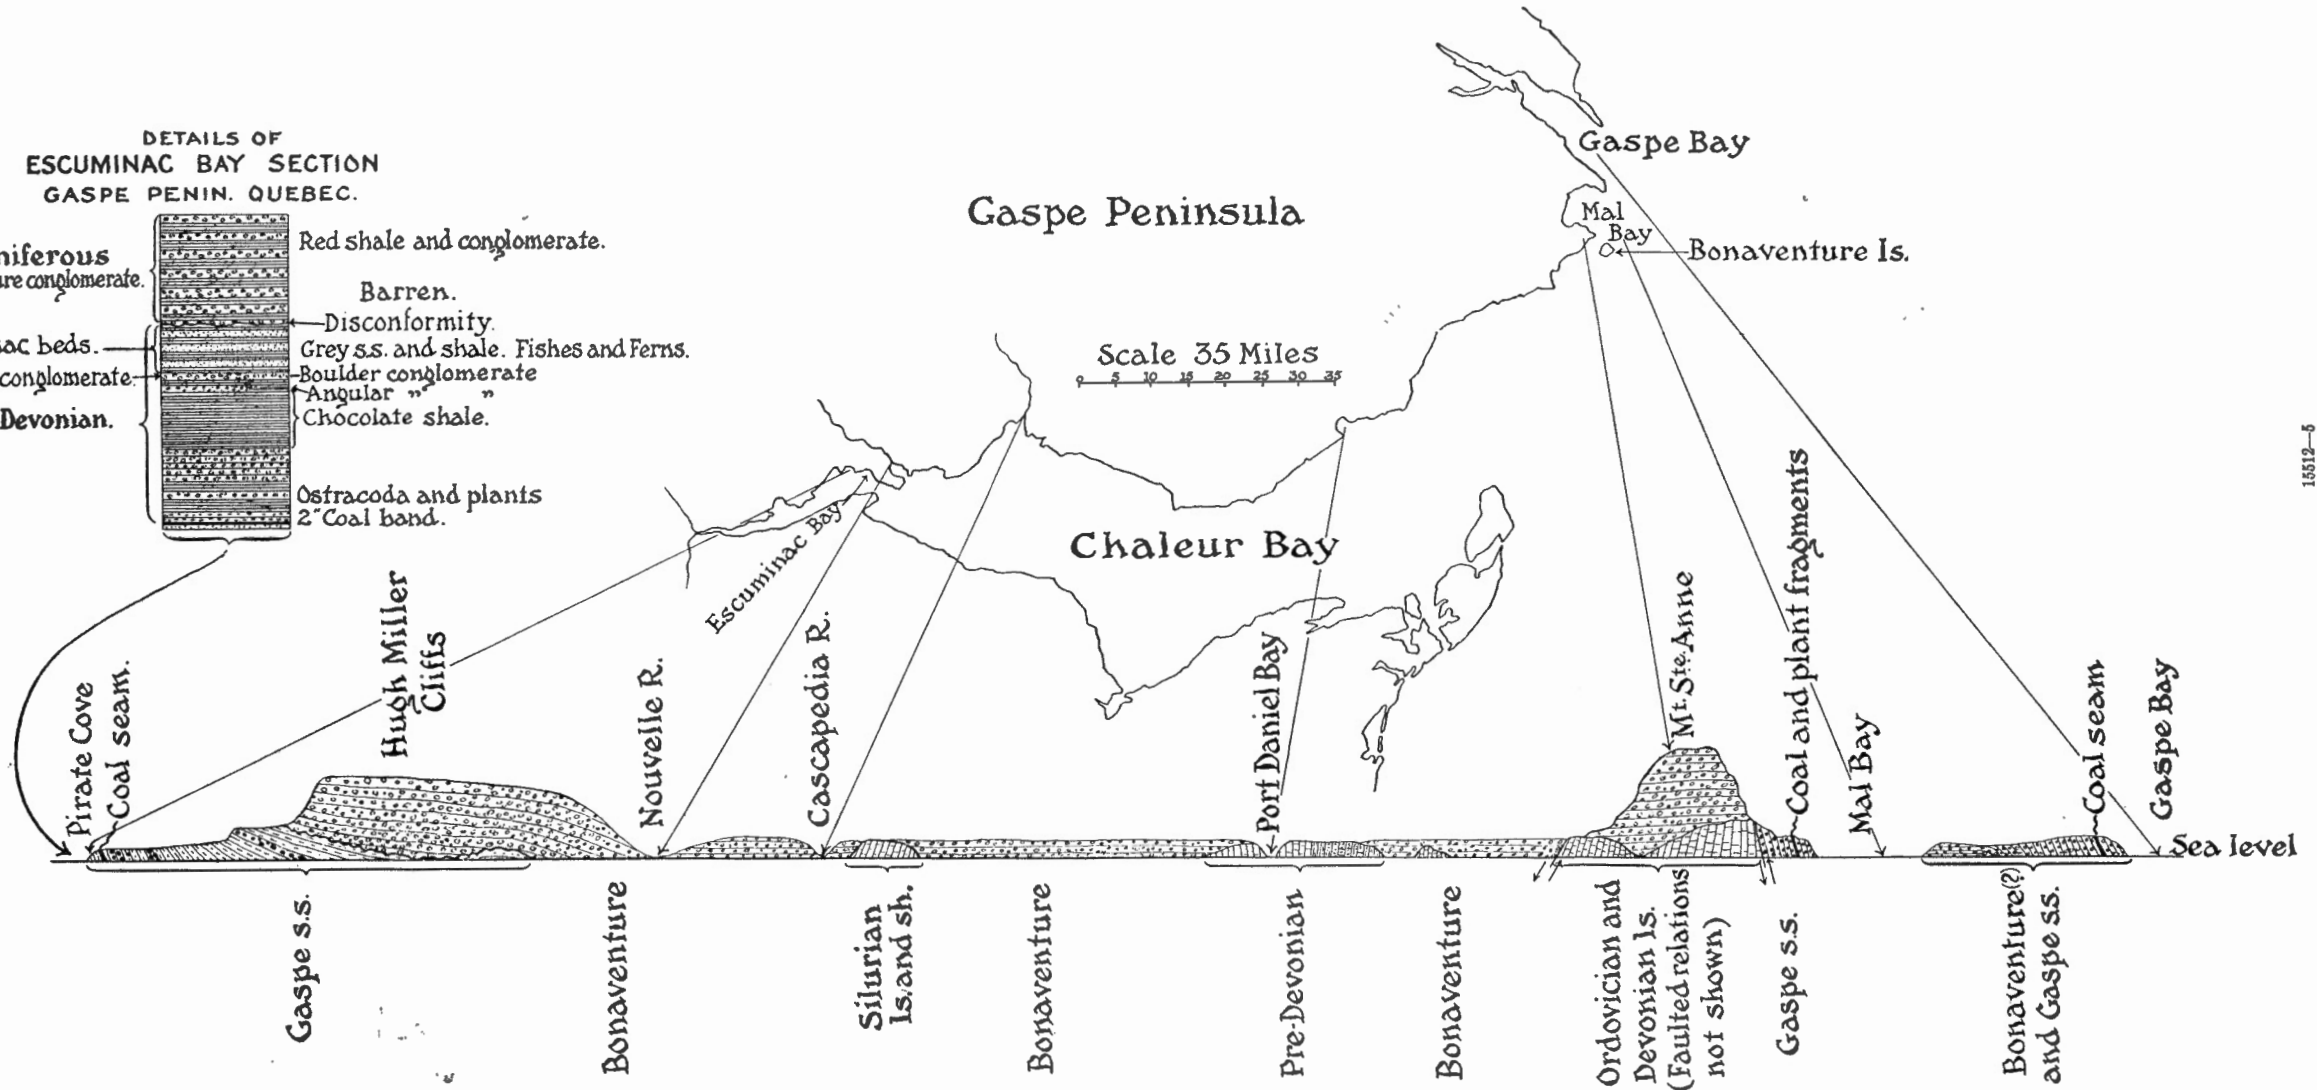 DETAILS OF
ESCUMINAC BAY SECTION
GASPE PENIN. QUEBEC.
Red shale and conglomerate.
niferous
ure conglomerate.
Barren.
Disconformity.
ac beds.
Grey s.s. and shale. Fishes and Ferns.
conglomerate.
Boulder conglomerate
Angular " "
Devonian.
Chocolate shale.
Ostracoda and plants
2" Coal band.
Gaspe Peninsula
Gaspe Bay
Mal
Bay
Bonaventure Is.
Scale 35 Miles
0 5 10 15 20 25 30 35
Escuminac Bay
Chaleur Bay
Pirate Cove
Coal seam.
Hugh Miller
Cliffs
Nouvelle R.
Cascapedia R.
Port Daniel Bay
Mt. Ste. Anne
Coal and plant fragments
Mal Bay
Coal seam
Gaspe Bay
Sea level
Gaspe s.s.
Bonaventure
Silurian
ls. and sh.
Bonaventure
Pre-Devonian
Bonaventure
Ordovician and
Devonian ls.
(Faulted relations
not shown)
Gaspe s.s.
Bonaventure(?)
and Gaspe s.s.
15512—5